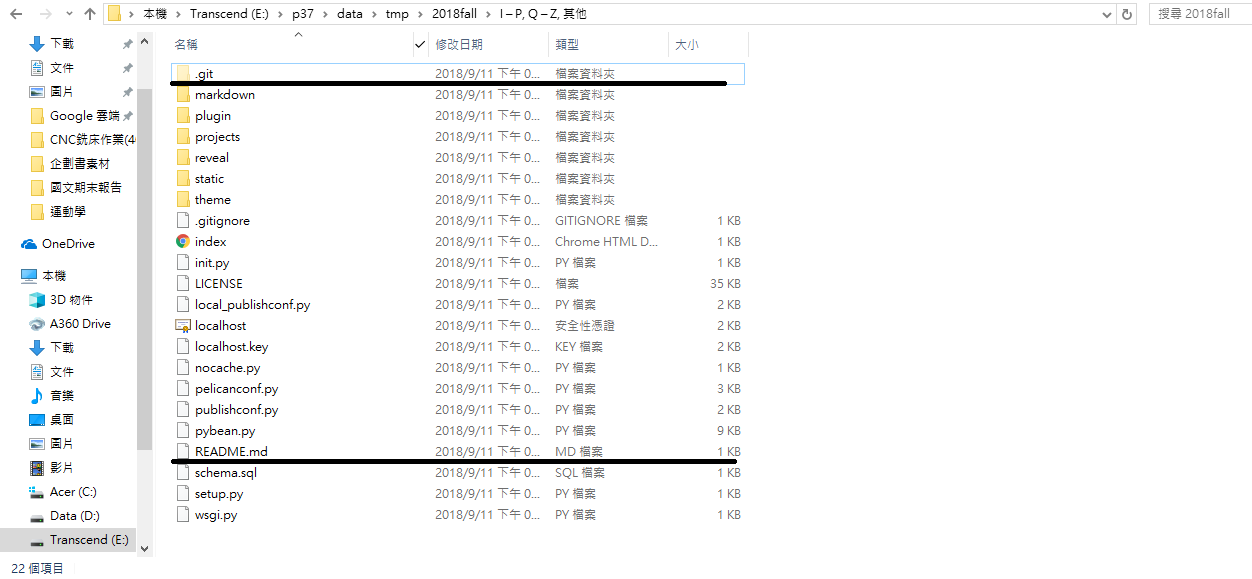 本機 > Transcend (E:) > p37 > data > tmp > 2018fall > I – P, Q – Z, 其他
搜尋 2018fall
下載
文件
圖片
Google 雲端
CNC銑床作業(4
企劃書素材
國文期末報告
運動學
OneDrive
本機
3D 物件
A360 Drive
下載
文件
音樂
桌面
圖片
影片
Acer (C:)
Data (D:)
Transcend (E:)
名稱 修改日期 類型 大小
.git 2018/9/11 下午 0... 檔案資料夾
markdown 2018/9/11 下午 0... 檔案資料夾
plugin 2018/9/11 下午 0... 檔案資料夾
projects 2018/9/11 下午 0... 檔案資料夾
reveal 2018/9/11 下午 0... 檔案資料夾
static 2018/9/11 下午 0... 檔案資料夾
theme 2018/9/11 下午 0... 檔案資料夾
.gitignore 2018/9/11 下午 0... GITIGNORE 檔案 1 KB
index 2018/9/11 下午 0... Chrome HTML D... 1 KB
init.py 2018/9/11 下午 0... PY 檔案 1 KB
LICENSE 2018/9/11 下午 0... 檔案 35 KB
local_publishconf.py 2018/9/11 下午 0... PY 檔案 2 KB
localhost 2018/9/11 下午 0... 安全性憑證 2 KB
localhost.key 2018/9/11 下午 0... KEY 檔案 2 KB
nocache.py 2018/9/11 下午 0... PY 檔案 1 KB
pelicanconf.py 2018/9/11 下午 0... PY 檔案 3 KB
publishconf.py 2018/9/11 下午 0... PY 檔案 2 KB
pybean.py 2018/9/11 下午 0... PY 檔案 9 KB
README.md 2018/9/11 下午 0... MD 檔案 1 KB
schema.sql 2018/9/11 下午 0... SQL 檔案 1 KB
setup.py 2018/9/11 下午 0... PY 檔案 1 KB
wsgi.py 2018/9/11 下午 0... PY 檔案 1 KB
22 個項目